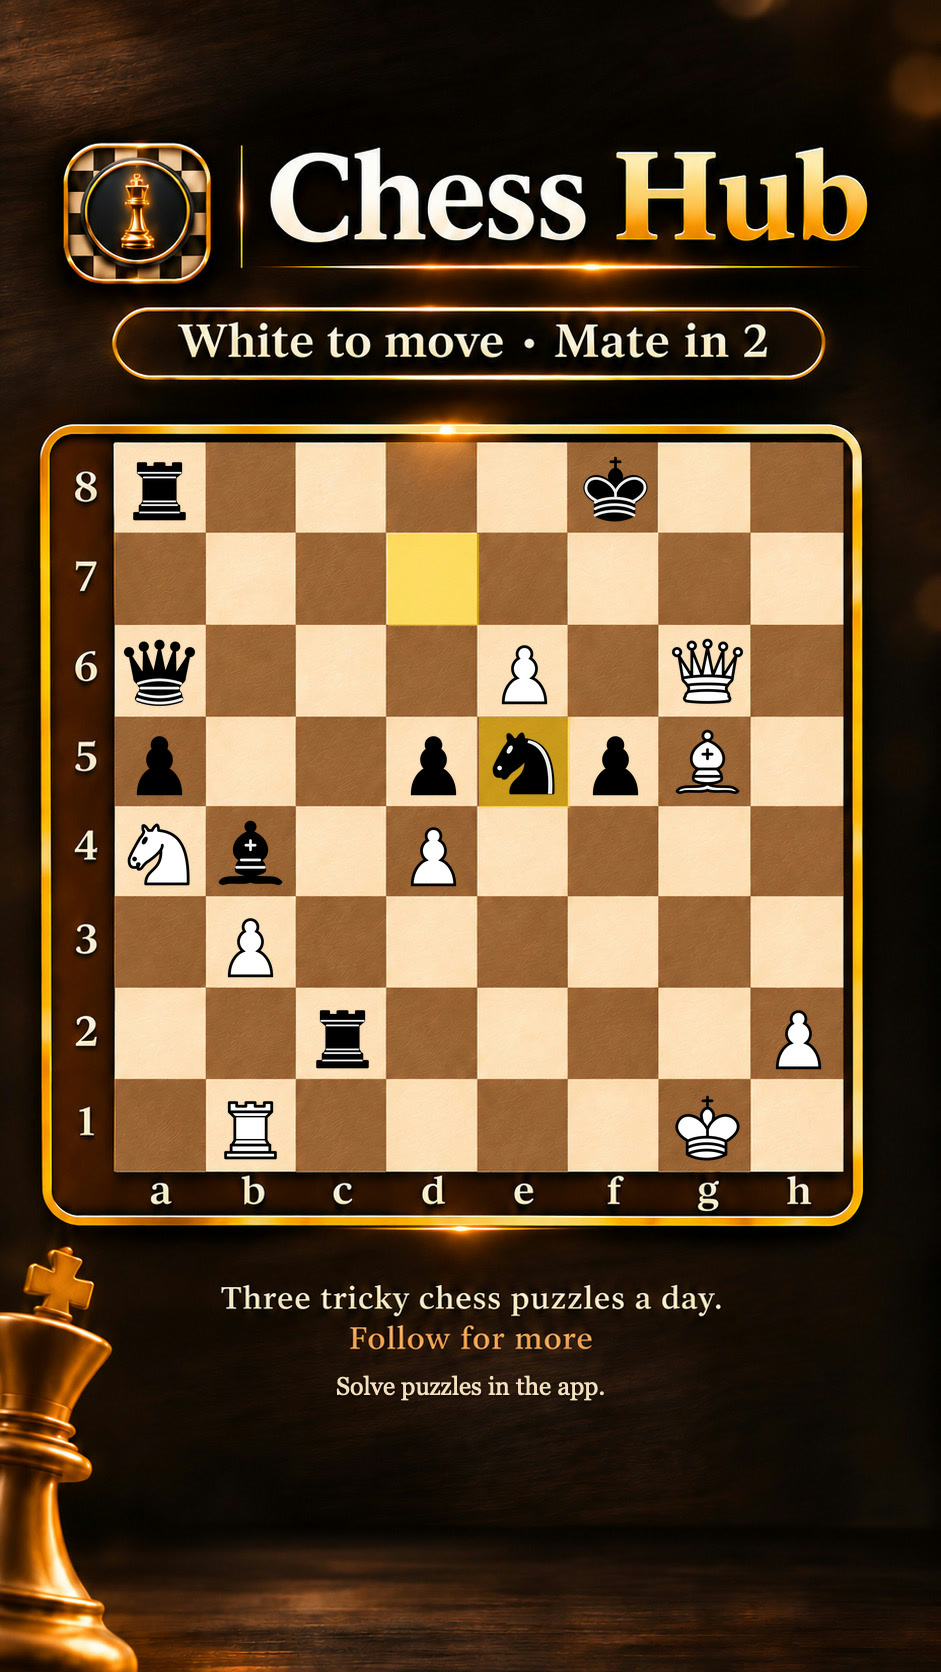 Chess Hub
White to move · Mate in 2
8
7
6
5
4
3
2
1
a b c d e f g h
Three tricky chess puzzles a day.
Follow for more
Solve puzzles in the app.